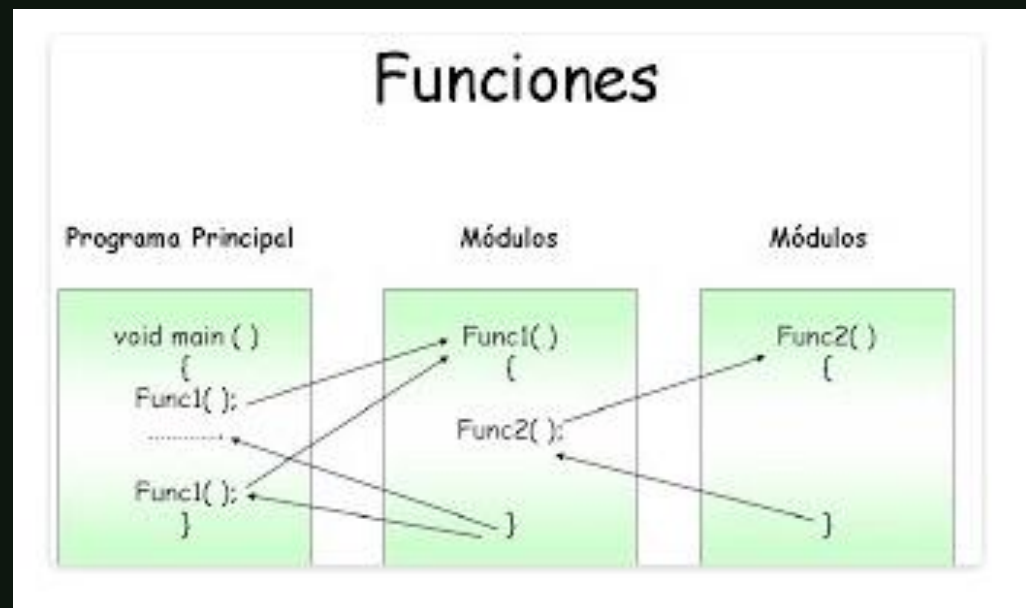 Funciones
Programa Principal
void main ( )
{
Func1( );
...........
Func1( );
}
Módulos
Func1( )
{
Func2( );
}
Módulos
Func2( )
{
}